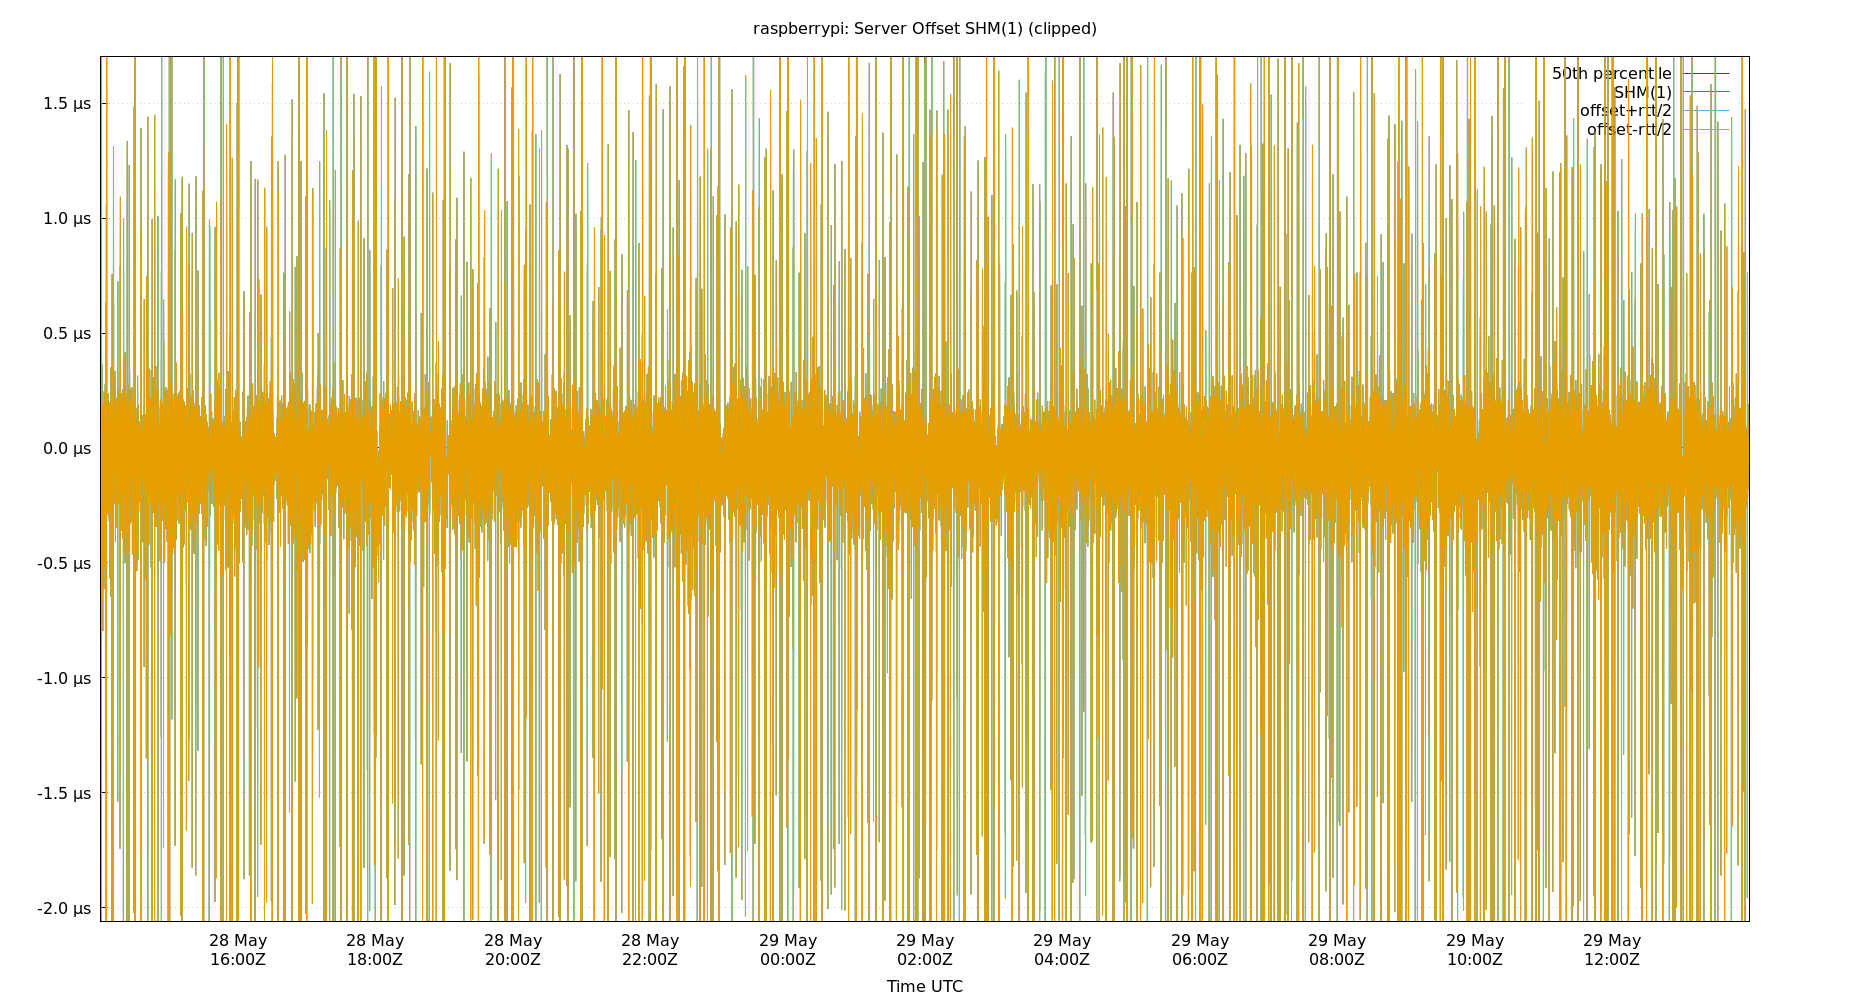 raspberrypi: Server Offset SHM(1) (clipped)
50th percentile
SHM(1)
offset+rtt/2
offset-rtt/2
1.5 µs
1.0 µs
0.5 µs
0.0 µs
-0.5 µs
-1.0 µs
-1.5 µs
-2.0 µs
28 May 28 May 28 May 28 May 29 May 29 May 29 May 29 May 29 May 29 May 29 May
16:00Z 18:00Z 20:00Z 22:00Z 00:00Z 02:00Z 04:00Z 06:00Z 08:00Z 10:00Z 12:00Z
Time UTC